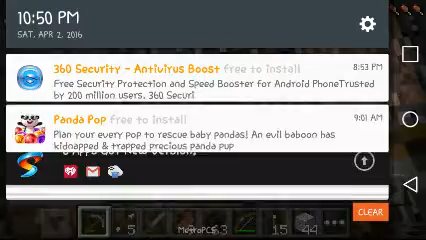 10:50 PM
SAT, APR 2, 2016
360 Security - Antivirus Boost free to install
8:53 PM
Free Security Protection and Speed Booster for Android PhoneTrusted
by 200 million users. 360 Securi
Panda Pop free to install
9:01 AM
Plan your every pop to rescue baby pandas! An evil baboon has
kidnapped & trapped precious panda pup
CLEAR
5
63
15
44
MetroPCS